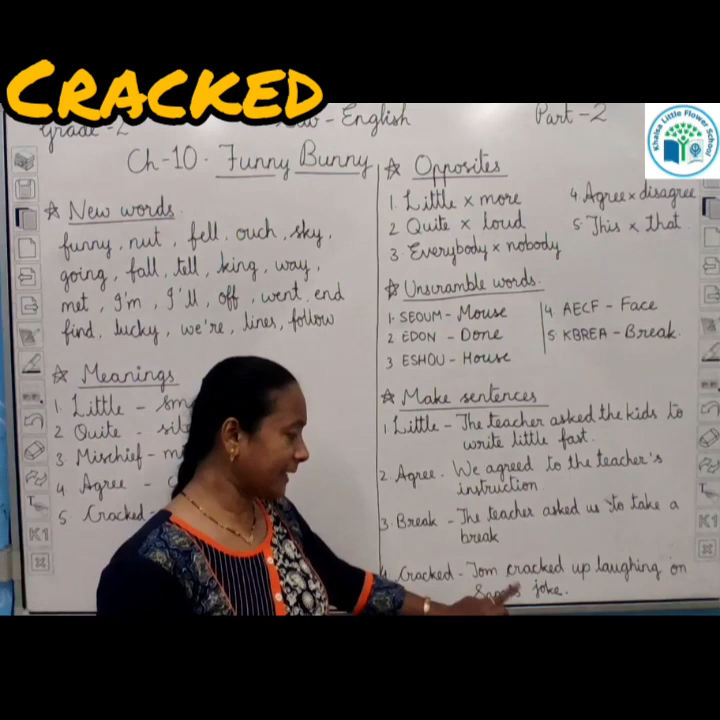 CRACKED
Grade-2
- English
Part-2
Khalsa Little Flower School
Ch-10. Funny Bunny
New words
funny, nut, fell, ouch, sky,
going, fall, tell, king, way,
met, I'm, I'll, off, went, end
find, lucky, we're, lines, follow
Meanings
1. Little -
2 Quite -
3 Mischief -
4 Agree -
5 Cracked -
Opposites
1. Little x more
2 Quite x loud
3. Everybody x nobody
4. Agree x disagree
5. This x that
Unscramble words.
1. SEOUM - Mouse
2 EDON - Done
3 ESHOU - House
4. AECF - Face
5 KBREA - Break.
Make sentences
1 Little - The teacher asked the kids to
write little fast.
2. Agree. We agreed to the teacher's
instruction.
3. Break - The teacher asked us to take a
break
4. Cracked - Tom cracked up laughing on
joke.
K1
K1